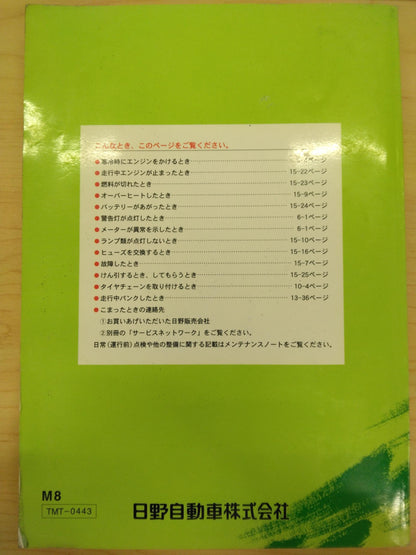 こんなとき、このページをご覧ください。
●寒冷時にエンジンをかけるとき ページ
●走行中エンジンが止まったとき 15-22ページ
●燃料が切れたとき 15-23ページ
●オーバーヒートしたとき 15-9ページ
●バッテリーがあがったとき 15-24ページ
●警告灯が点灯したとき 6-1ページ
●メーターが異常を示したとき 6-1ページ
●ランプ類が点灯しないとき 15-10ページ
●ヒューズを交換するとき 15-16ページ
●故障したとき 15-7ページ
●けん引するとき、してもらうとき 15-25ページ
●タイヤチェーンを取り付けるとき 10-4ページ
●走行中パンクしたとき 13-36ページ
●こまったときの連絡先
①お買いあげいただいた日野販売会社
②別冊の「サービスネットワーク」をご覧ください。
日常(運行前)点検や他の整備に関する記載はメンテナンスノートをご覧ください。
M8
TMT-0443
日野自動車株式会社